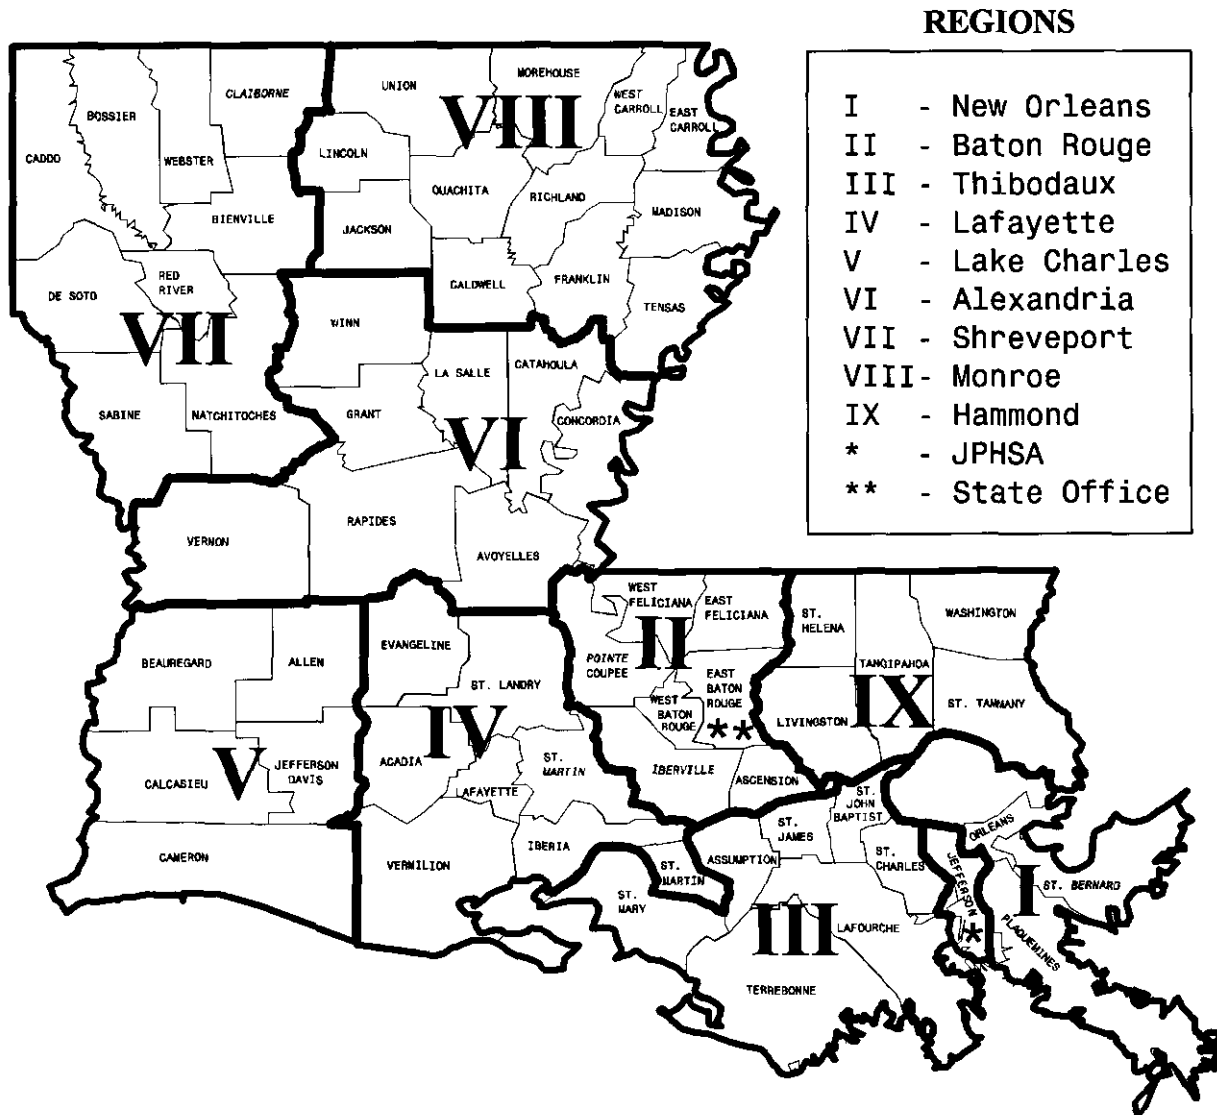 REGIONS
I - New Orleans
II - Baton Rouge
III - Thibodaux
IV - Lafayette
V - Lake Charles
VI - Alexandria
VII - Shreveport
VIII - Monroe
IX - Hammond
* - JPHSA
** - State Office
CADDO
BOSSIER
WEBSTER
CLAIBORNE
BIENVILLE
DE SOTO
RED
RIVER
VII
SABINE
NATCHITOCHES
UNION
MOREHOUSE
WEST
CARROLL
EAST
CARROLL
VIII
LINCOLN
OUACHITA
RICHLAND
MADISON
JACKSON
CALDWELL
FRANKLIN
TENSAS
WINN
LA SALLE
CATAHOULA
GRANT
CONCORDIA
VI
RAPIDES
VERNON
AVOYELLES
BEAUREGARD
ALLEN
CALCASIEU
V
JEFFERSON
DAVIS
CAMERON
EVANGELINE
ST. LANDRY
IV
ACADIA
LAFAYETTE
ST.
MARTIN
VERMILION
IBERIA
WEST
FELICIANA
EAST
FELICIANA
II
POINTE
COUPEE
WEST
BATON
ROUGE
EAST
BATON
ROUGE
**
IBERVILLE
ASCENSION
ST.
HELENA
TANGIPAHOA
WASHINGTON
IX
LIVINGSTON
ST. TAMMANY
ST.
JAMES
ST.
JOHN
BAPTIST
ASSUMPTION
ST.
CHARLES
ST.
MARTIN
ST.
MARY
III
LAFOURCHE
TERREBONNE
JEFFERSON
*
ORLEANS
I
ST. BERNARD
PLAQUEMINES